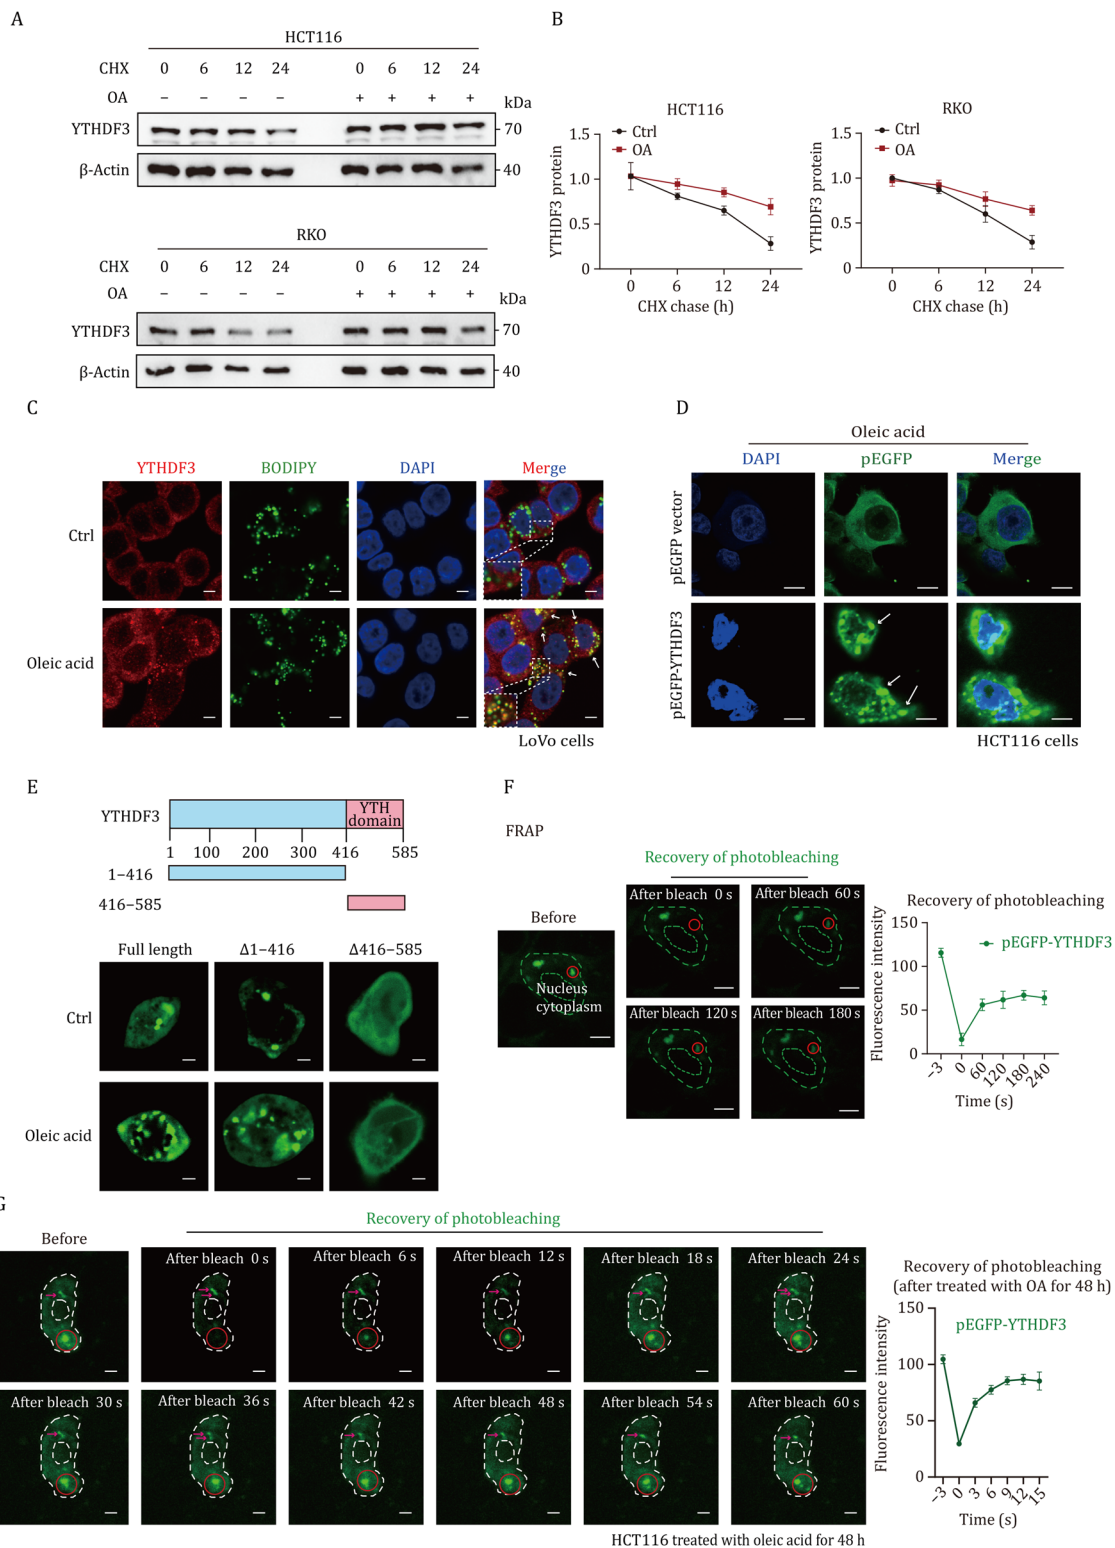 A
HCT116
CHX 0 6 12 24 0 6 12 24
OA – – – – + + + + kDa
YTHDF3 70
β-Actin 40
RKO
CHX 0 6 12 24 0 6 12 24
OA – – – – + + + + kDa
YTHDF3 70
β-Actin 40
B
HCT116
Ctrl
OA
YTHDF3 protein
1.5
1.0
0.5
0
0 6 12 24
CHX chase (h)
RKO
Ctrl
OA
YTHDF3 protein
1.5
1.0
0.5
0
0 6 12 24
CHX chase (h)
C
YTHDF3 BODIPY DAPI Merge
Ctrl
Oleic acid
LoVo cells
D
Oleic acid
DAPI pEGFP Merge
pEGFP vector
pEGFP-YTHDF3
HCT116 cells
E
YTHDF3 YTH
domain
1 100 200 300 416 585
1–416
416–585
Full length Δ1–416 Δ416–585
Ctrl
Oleic acid
F
FRAP
Recovery of photobleaching
Before
Nucleus
cytoplasm
After bleach 0 s After bleach 60 s
After bleach 120 s After bleach 180 s
Recovery of photobleaching
pEGFP-YTHDF3
Fluorescence intensity
150
100
50
0
–3 0 60 120 180 240
Time (s)
G
Recovery of photobleaching
Before
After bleach 0 s After bleach 6 s After bleach 12 s After bleach 18 s After bleach 24 s
After bleach 30 s After bleach 36 s After bleach 42 s After bleach 48 s After bleach 54 s After bleach 60 s
HCT116 treated with oleic acid for 48 h
Recovery of photobleaching
(after treated with OA for 48 h)
pEGFP-YTHDF3
Fluorescence intensity
150
100
50
0
–3 0 3 6 9 12 15
Time (s)